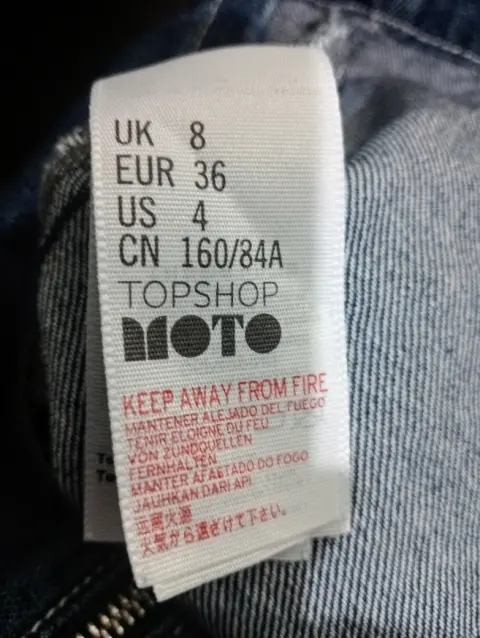 UK 8
EUR 36
US 4
CN 160/84A
TOPSHOP
MOTO
KEEP AWAY FROM FIRE
MANTENER ALEJADO DEL FUEGO
TENIR ELOIGNE DU FEU
VON ZUNDQUELLEN
FERNHALTEN
MANTER AFASTADO DO FOGO
JAUHKAN DARI API
远离火源
火気から遠ざけて下さい。